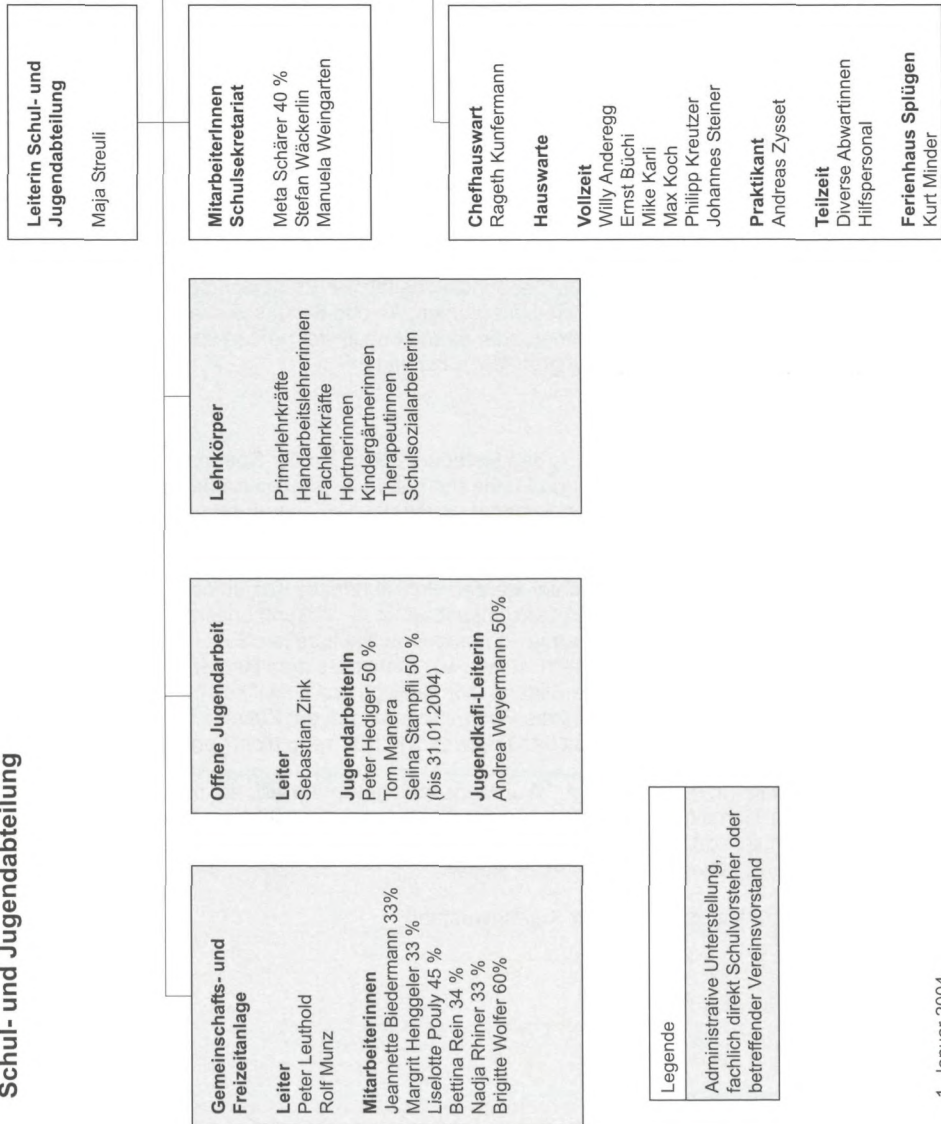 Schul- und Jugendabteilung
Leiterin Schul- und
Jugendabteilung
Maja Streuli
Gemeinschafts- und
Freizeitanlage
Leiter
Peter Leuthold
Rolf Munz
Mitarbeiterinnen
Jeannette Biedermann 33%
Margrit Henggeler 33 %
Liselotte Pouly 45 %
Bettina Rein 34 %
Nadja Rhiner 33 %
Brigitte Wolfer 60%
Offene Jugendarbeit
Leiter
Sebastian Zink
JugendarbeiterIn
Peter Hediger 50 %
Tom Manera
Selina Stampfli 50 %
(bis 31.01.2004)
Jugendkafi-Leiterin
Andrea Weyermann 50%
Lehrkörper
Primarlehrkräfte
Handarbeitslehrerinnen
Fachlehrkräfte
Hortnerinnen
Kindergärtnerinnen
Therapeutinnen
Schulsozialarbeiterin
MitarbeiterInnen
Schulsekretariat
Meta Schärer 40 %
Stefan Wäckerlin
Manuela Weingarten
Chefhauswart
Rageth Kunfermann
Hauswarte
Vollzeit
Willy Anderegg
Ernst Büchi
Mike Karli
Max Koch
Philipp Kreutzer
Johannes Steiner
Praktikant
Andreas Zysset
Teilzeit
Diverse Abwartinnen
Hilfspersonal
Ferienhaus Splügen
Kurt Minder
Legende
Administrative Unterstellung,
fachlich direkt Schulvorsteher oder
betreffender Vereinsvorstand
1. Januar 2004